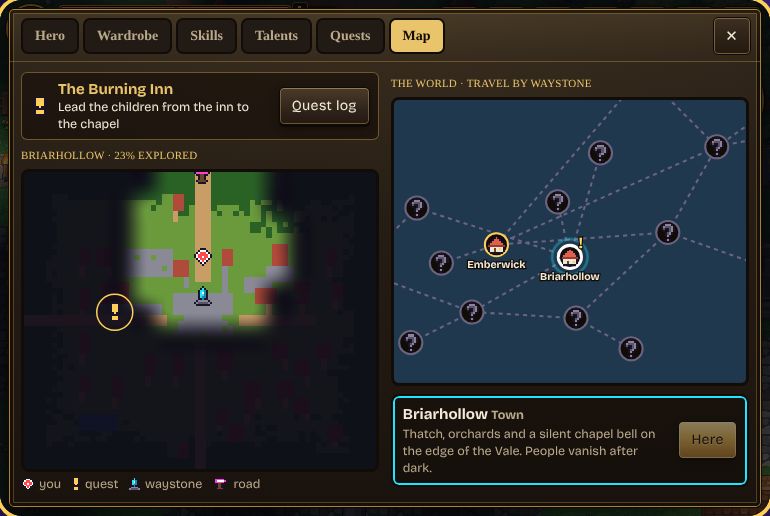 Hero
Wardrobe
Skills
Talents
Quests
Map
×
The Burning Inn
Lead the children from the inn to
the chapel
Quest log
BRIARHOLLOW · 23% EXPLORED
!
!
you
! quest
waystone
road
THE WORLD · TRAVEL BY WAYSTONE
?
?
?
?
!
?
?
Emberwick
Briarhollow
?
?
?
?
Briarhollow Town
Thatch, orchards and a silent chapel bell on
the edge of the Vale. People vanish after
dark.
Here